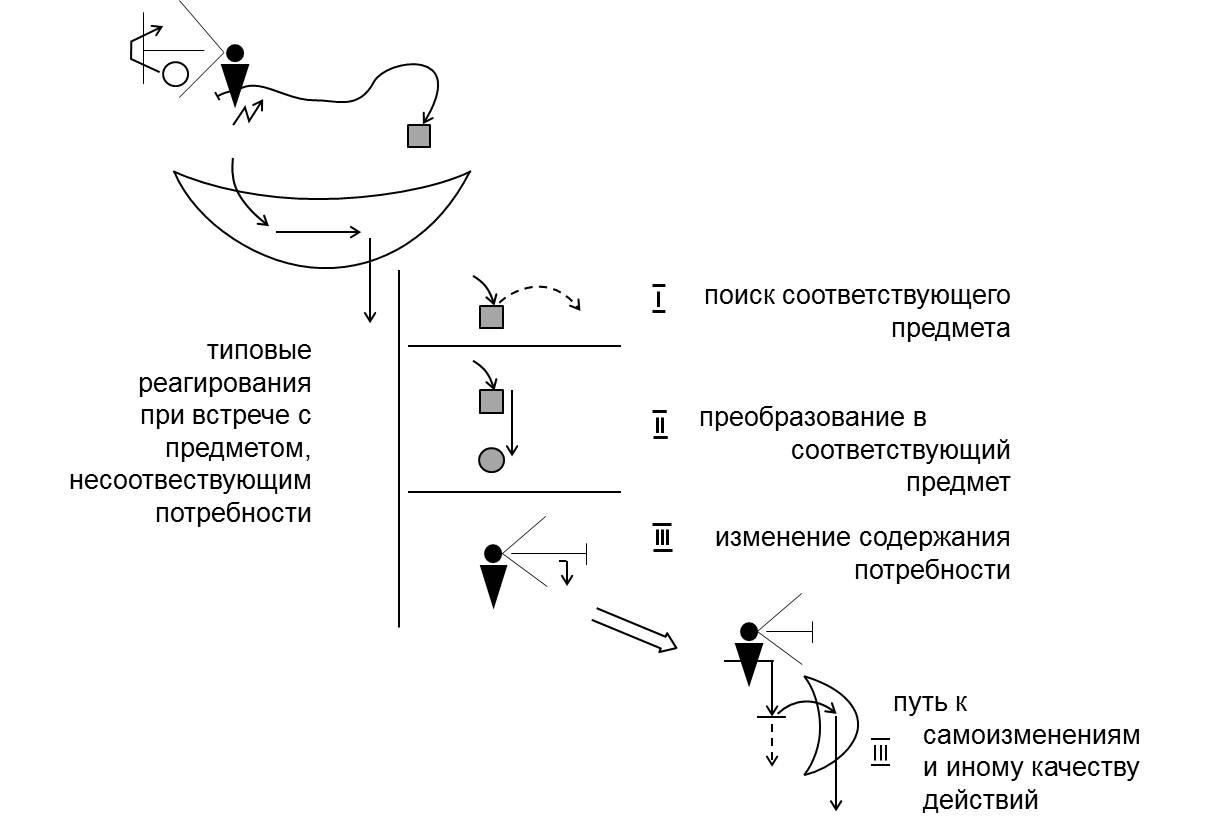 типовые
реагирования
при встрече с
предметом,
несоотвествующим
потребности
I поиск соответствующего
предмета
II преобразование в
соответствующий
предмет
III изменение содержания
потребности
путь к
самоизменениям
III и иному качеству
действий